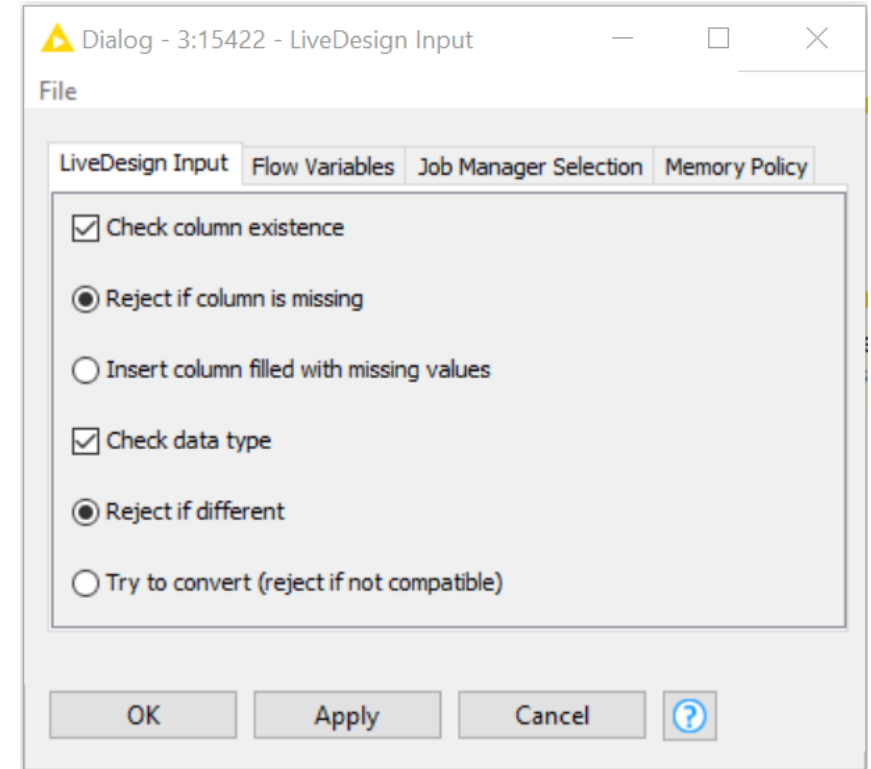 Dialog - 3:15422 - LiveDesign Input
File
LiveDesign Input Flow Variables Job Manager Selection Memory Policy
Check column existence
Reject if column is missing
Insert column filled with missing values
Check data type
Reject if different
Try to convert (reject if not compatible)
OK Apply Cancel ?